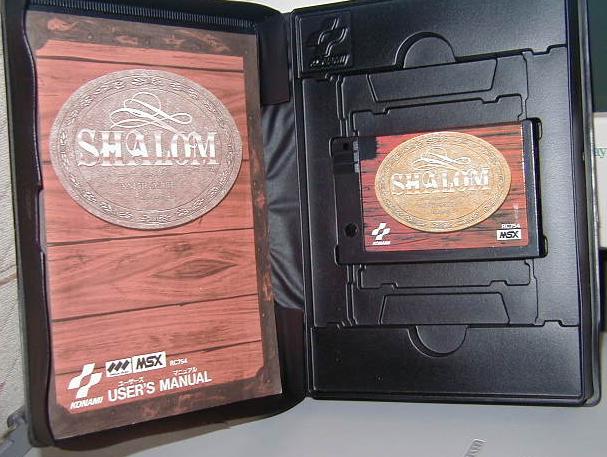 SHALOM
MSX RC754
ユーザーズ マニュアル
KONAMI USER'S MANUAL
KONAMI
SHALOM
KONAMI
RC754
MSX